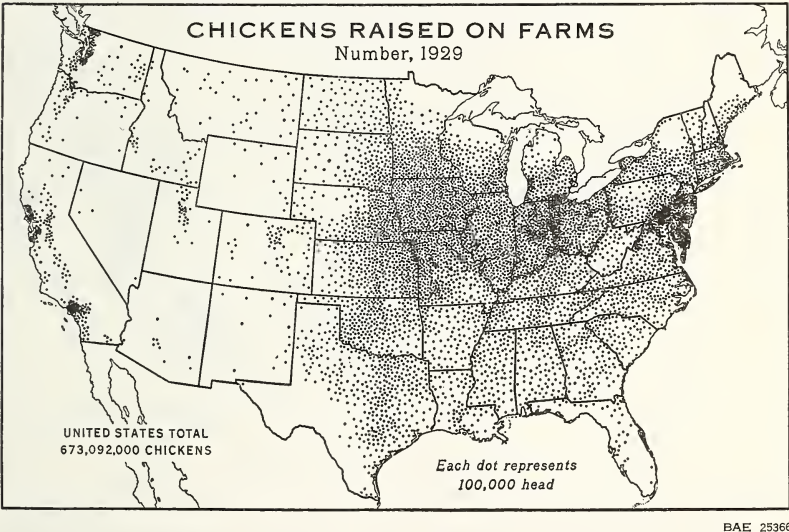 CHICKENS RAISED ON FARMS
Number, 1929
UNITED STATES TOTAL
673,092,000 CHICKENS
Each dot represents
100,000 head
BAE 25366